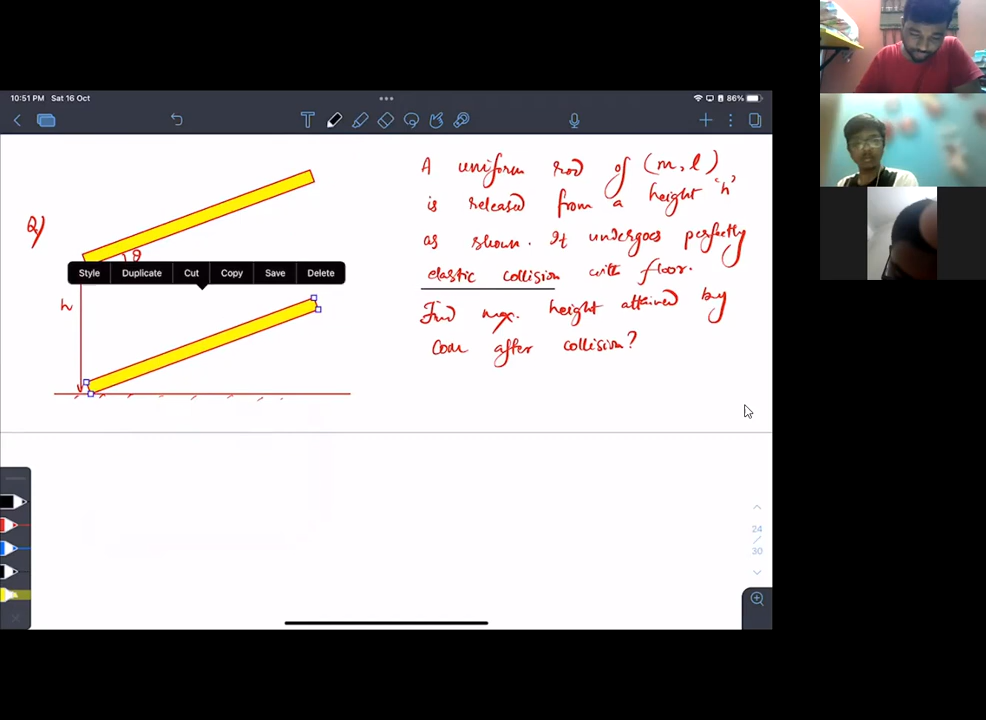 10:51 PM Sat 16 Oct
86%
Q)
θ
Style Duplicate Cut Copy Save Delete
h
A uniform rod of (m, l)
is released from a height 'h'
as shown. It undergoes perfectly
elastic collision with floor.
Find max. height attained by
com after collision?
24
30